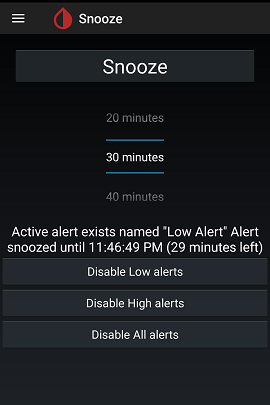 Snooze
Snooze
20 minutes
30 minutes
40 minutes
Active alert exists named "Low Alert" Alert
snoozed until 11:46:49 PM (29 minutes left)
Disable Low alerts
Disable High alerts
Disable All alerts